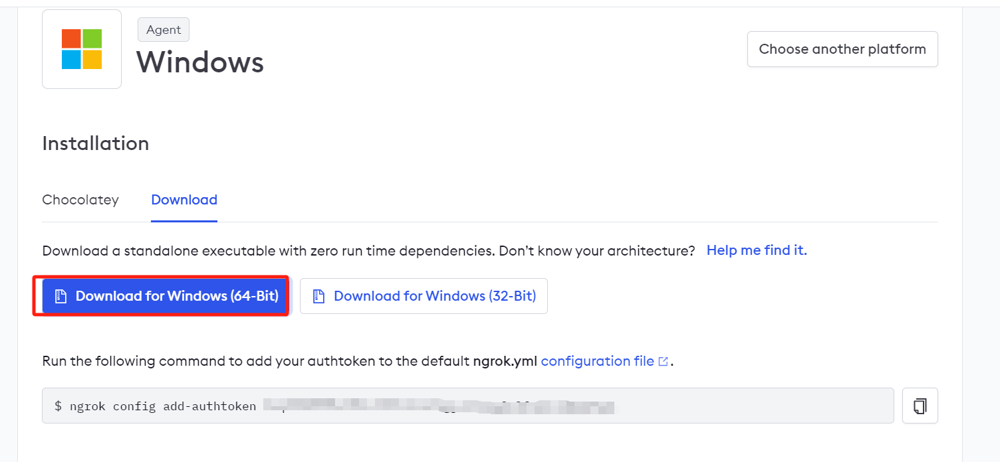 Agent
Windows
Choose another platform
Installation
Chocolatey Download
Download a standalone executable with zero run time dependencies. Don't know your architecture? Help me find it.
Download for Windows (64-Bit) Download for Windows (32-Bit)
Run the following command to add your authtoken to the default ngrok.yml configuration file.
$ ngrok config add-authtoken